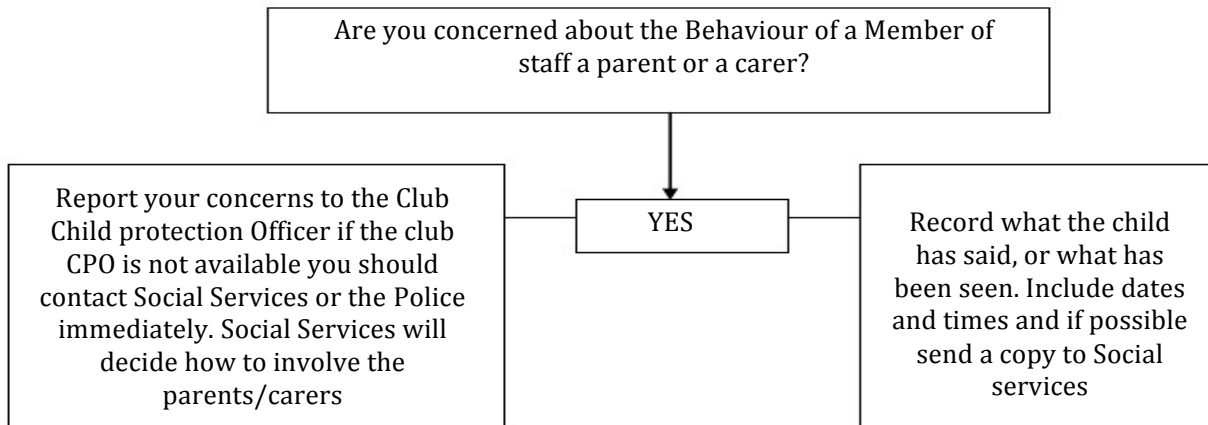 Are you concerned about the Behaviour of a Member of
staff a parent or a carer?
YES
Report your concerns to the Club
Child protection Officer if the club
CPO is not available you should
contact Social Services or the Police
immediately. Social Services will
decide how to involve the
parents/carers
Record what the child
has said, or what has
been seen. Include dates
and times and if possible
send a copy to Social
services